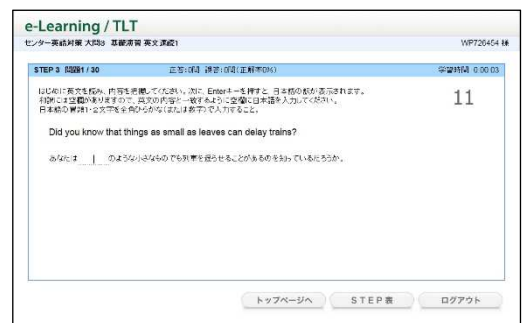 e-Learning / TLT
センター英語対策 大問3 基礎演習 英文速読1
WP726454 様
STEP 3 問題1 / 30
正答:0問 誤答:0問(正解率0%)
学習時間 0:00:03
はじめに英文を読み、内容を把握してください。次に、Enterキーを押すと、日本語の訳が表示されます。
和訳には空欄がありますので、英文の内容と一致するように空欄に日本語を入力してください。
日本語の解答は全文字を全角ひらがな(または数字)で入力すること。
11
Did you know that things as small as leaves can delay trains?
あなたは のような小さなものでも列車を遅らせることがあるのを知っているだろうか。
トップページへ
STEP表
ログアウト